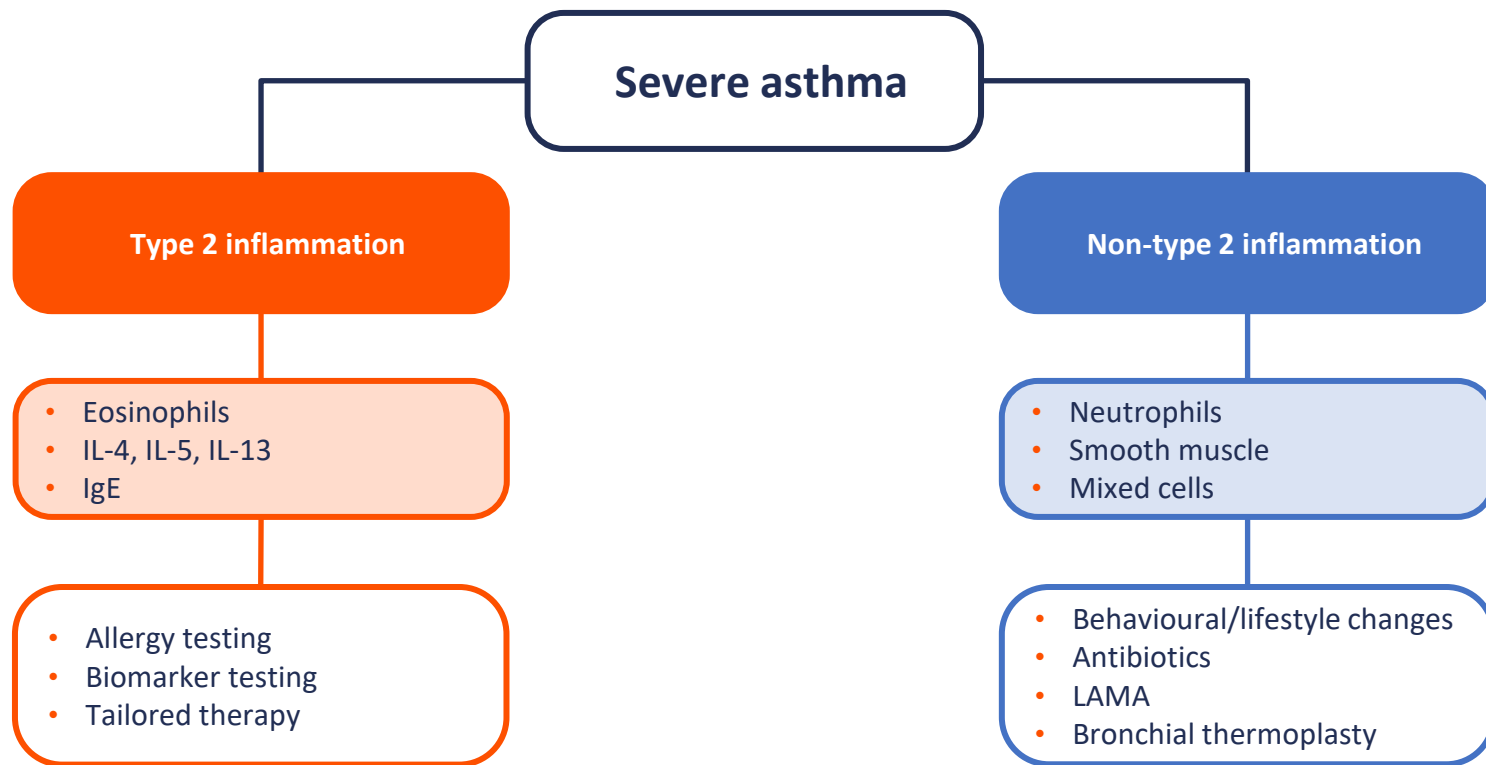 Severe asthma
Type 2 inflammation
Non-type 2 inflammation
• Eosinophils
• IL-4, IL-5, IL-13
• IgE
• Neutrophils
• Smooth muscle
• Mixed cells
• Allergy testing
• Biomarker testing
• Tailored therapy
• Behavioural/lifestyle changes
• Antibiotics
• LAMA
• Bronchial thermoplasty